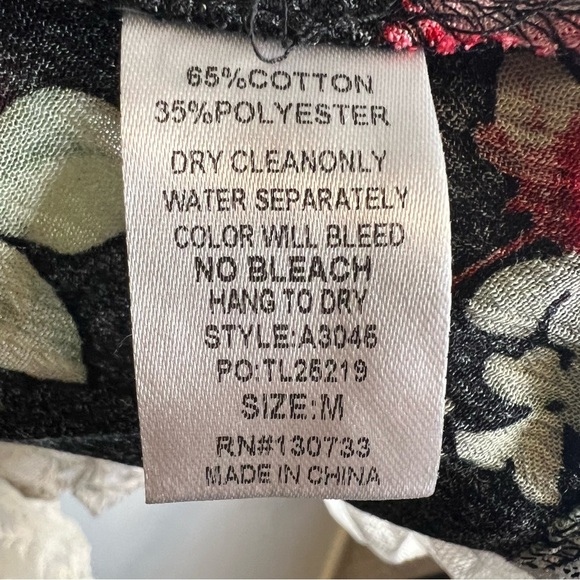 65%COTTON
35%POLYESTER
DRY CLEANONLY
WATER SEPARATELY
COLOR WILL BLEED
NO BLEACH
HANG TO DRY
STYLE:A3045
PO:TL25219
SIZE:M
RN#130733
MADE IN CHINA